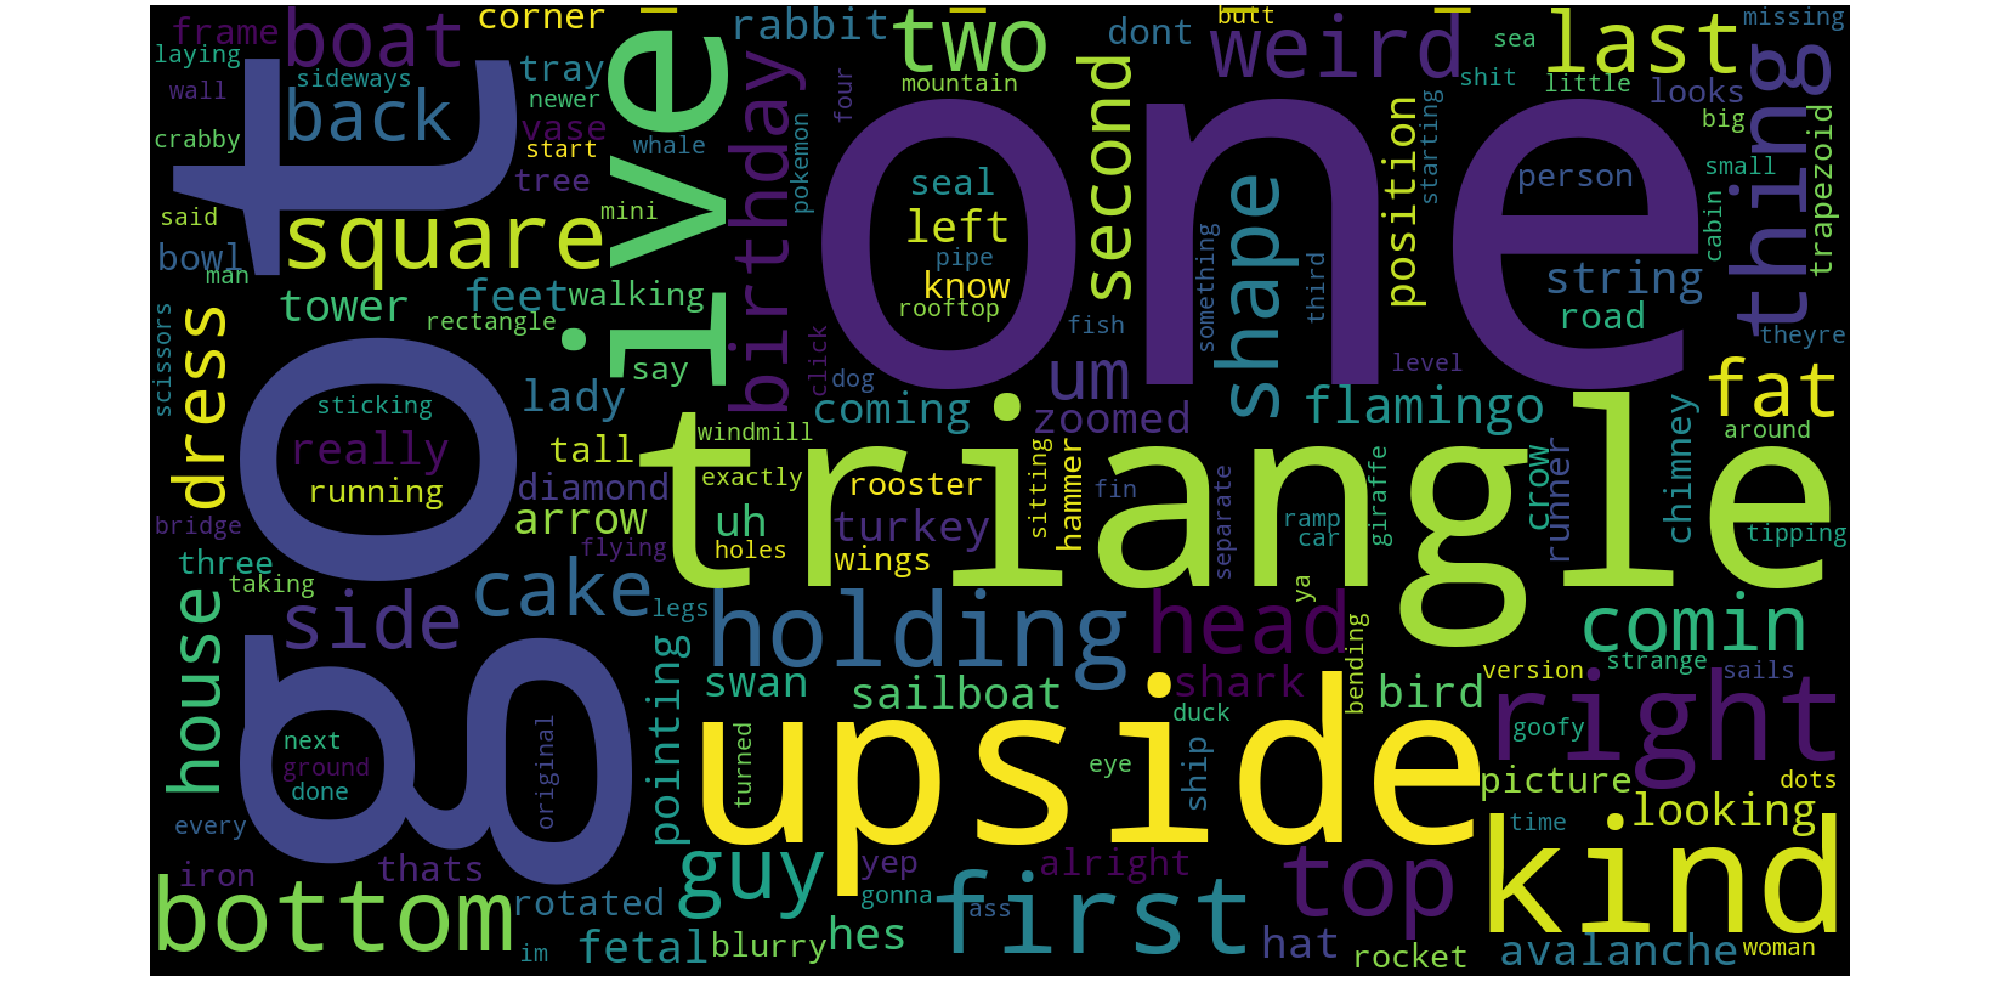 frame
boat
corner
i've
rabbit
two
dont
butt
weird
sea
last
missing
laying
sideways
tray
birthday
four
mountain
second
shit
little
looks
thing
wall
back
newer
vase
whale
pokemon
one
position
starting
big
crabby
got
start
tree
seal
shape
person
small
trapezoid
said
square
mini
left
something
cabin
bowl
man
pipe
know
third
string
scissors
dress
tower
feet
walking
rectangle
rooftop
fish
road
theyre
say
click
dog
um
level
fat
sticking
lady
coming
zoomed
flamingo
around
really
tall
triangle
windmill
sitting
hammer
giraffe
crow
runner
chimney
running
diamond
exactly
rooster
fin
separate
bridge
arrow
uh
turkey
ramp
car
tipping
flying
holes
wings
three
taking
cake
legs
holding
head
ya
comin
house
side
pointing
swan
sailboat
shark
bending
bird
version
strange
sails
next
ground
done
original
turned
upside
duck
eye
ship
right
goofy
picture
dots
every
looking
time
iron
thats
guy
yep
gonna
alright
top
kind
bottom
rotated
im
fetal
blurry
hes
first
ass
hat
rocket
avalanche
woman